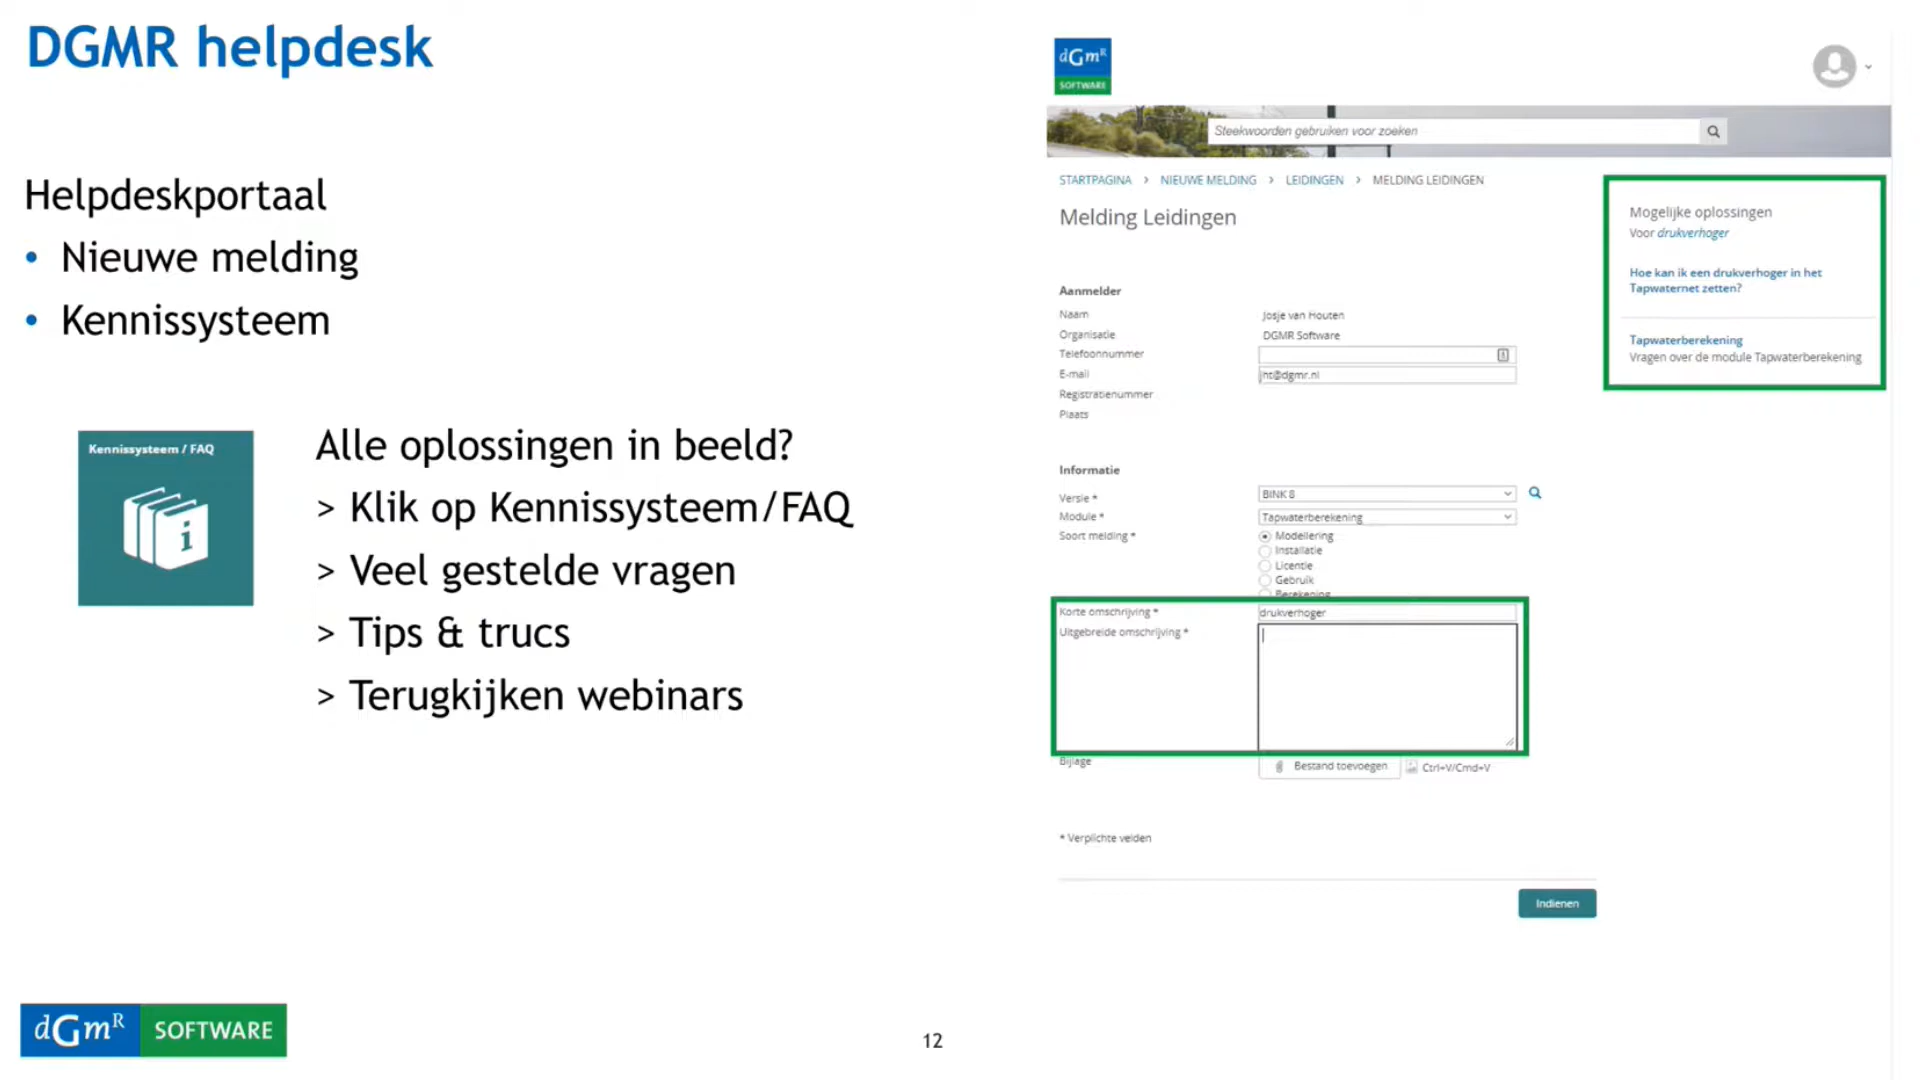 DGMR helpdesk
Helpdeskportaal
• Nieuwe melding
• Kennissysteem
Kennissysteem / FAQ
i
Alle oplossingen in beeld?
> Klik op Kennissysteem/FAQ
> Veel gestelde vragen
> Tips & trucs
> Terugkijken webinars
dGmR SOFTWARE
12
dGmR
SOFTWARE
Steekwoorden gebruiken voor zoeken
STARTPAGINA > NIEUWE MELDING > LEIDINGEN > MELDING LEIDINGEN
Melding Leidingen
Aanmelder
Naam Josje van Houten
Organisatie DGMR Software
Telefoonnummer
E-mail jht@dgmr.nl
Registratienummer
Plaats
Informatie
Versie * BINK 8
Module * Tapwaterberekening
Soort melding * Modellering
Installatie
Licentie
Gebruik
Berekening
Korte omschrijving * drukverhoger
Uitgebreide omschrijving *
Bijlage Bestand toevoegen Ctrl+V/Cmd+V
* Verplichte velden
Indienen
Mogelijke oplossingen
Voor drukverhoger
Hoe kan ik een drukverhoger in het
Tapwaternet zetten?
Tapwaterberekening
Vragen over de module Tapwaterberekening